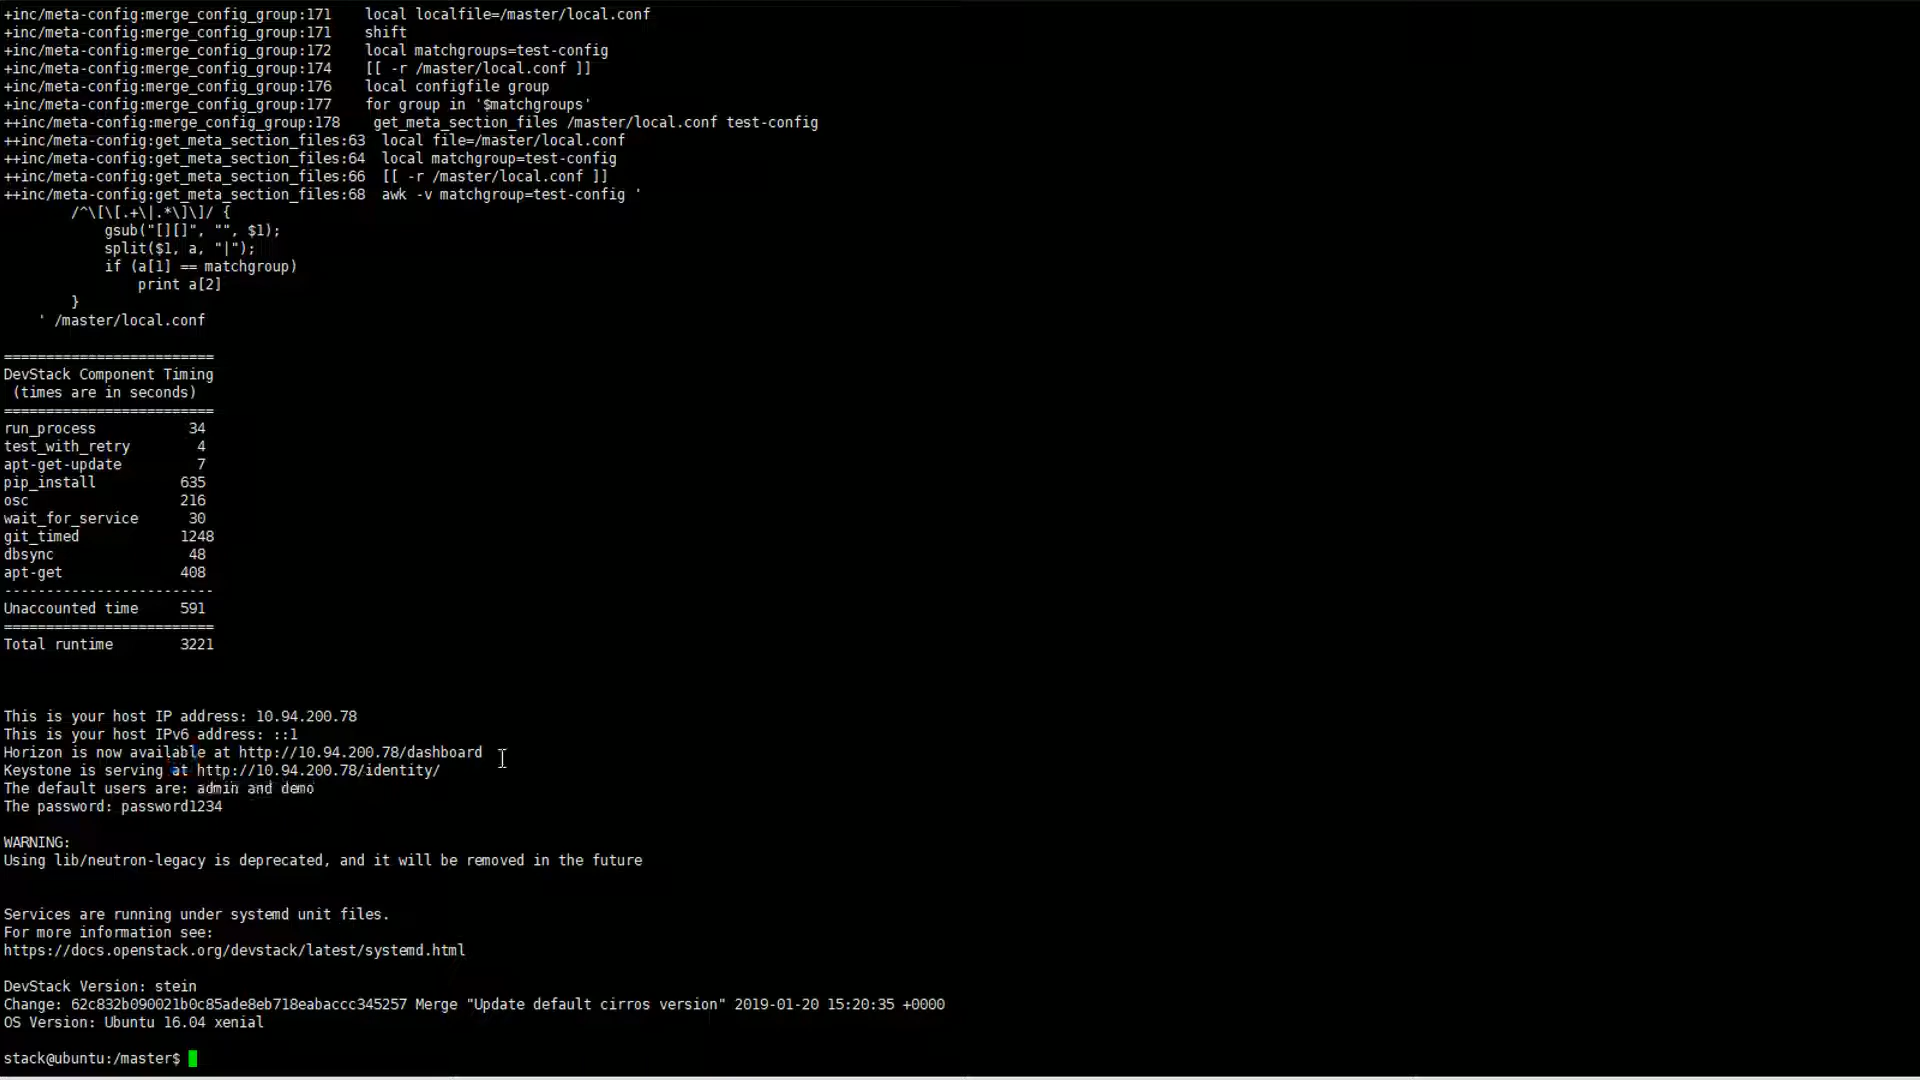 +inc/meta-config:merge_config_group:171    local localfile=/master/local.conf
+inc/meta-config:merge_config_group:171    shift
+inc/meta-config:merge_config_group:172    local matchgroups=test-config
+inc/meta-config:merge_config_group:174    [[ -r /master/local.conf ]]
+inc/meta-config:merge_config_group:176    local configfile group
+inc/meta-config:merge_config_group:177    for group in '$matchgroups'
++inc/meta-config:merge_config_group:178    get_meta_section_files /master/local.conf test-config
++inc/meta-config:get_meta_section_files:63  local file=/master/local.conf
++inc/meta-config:get_meta_section_files:64  local matchgroup=test-config
++inc/meta-config:get_meta_section_files:66  [[ -r /master/local.conf ]]
++inc/meta-config:get_meta_section_files:68  awk -v matchgroup=test-config '
        /^\[\[.+\|.*\]\]/ {
            gsub("[][]", "", $1);
            split($1, a, "|");
            if (a[1] == matchgroup)
                print a[2]
        }
    ' /master/local.conf
=========================
DevStack Component Timing
 (times are in seconds)
=========================
run_process           34
test_with_retry        4
apt-get-update         7
pip_install          635
osc                  216
wait_for_service      30
git_timed            1248
dbsync                48
apt-get              408
-------------------------
Unaccounted time     591
=========================
Total runtime        3221
This is your host IP address: 10.94.200.78
This is your host IPv6 address: ::1
Horizon is now available at http://10.94.200.78/dashboard
Keystone is serving at http://10.94.200.78/identity/
The default users are: admin and demo
The password: password1234
WARNING:
Using lib/neutron-legacy is deprecated, and it will be removed in the future
Services are running under systemd unit files.
For more information see:
https://docs.openstack.org/devstack/latest/systemd.html
DevStack Version: stein
Change: 62c832b090021b0c85ade8eb718eabaccc345257 Merge "Update default cirros version" 2019-01-20 15:20:35 +0000
OS Version: Ubuntu 16.04 xenial
stack@ubuntu:/master$